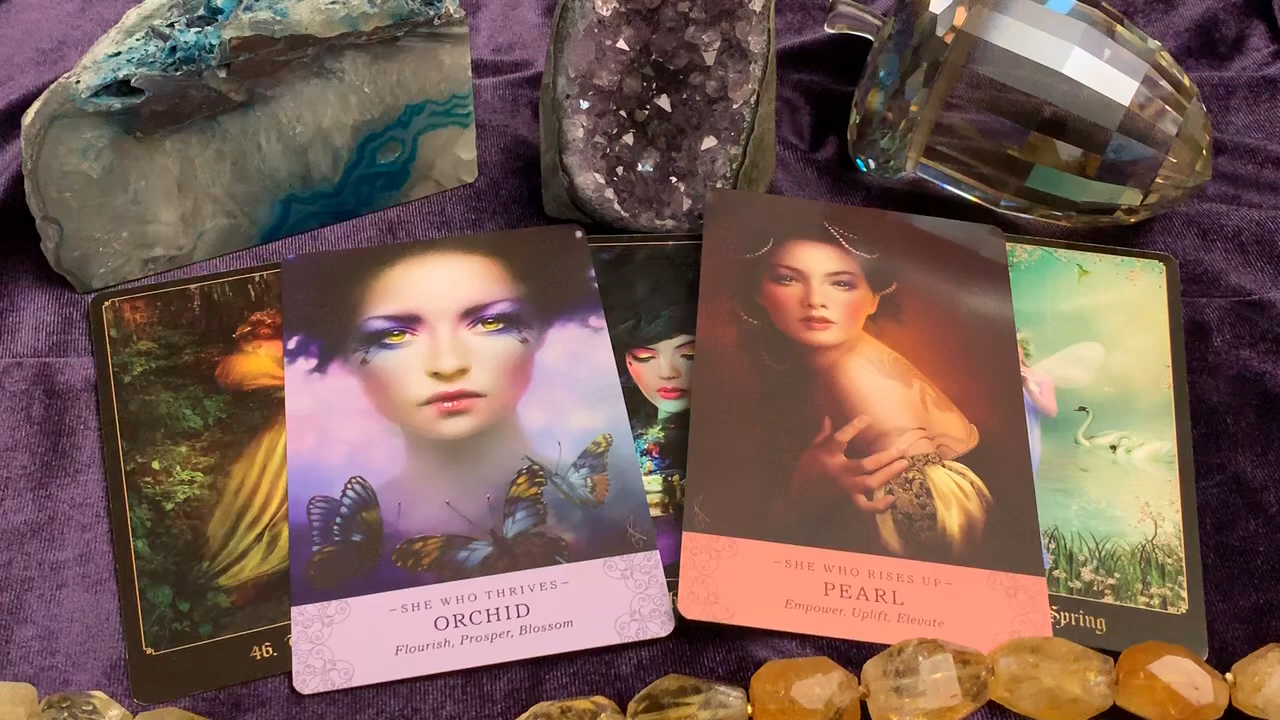 46.
–SHE WHO THRIVES–
ORCHID
Flourish, Prosper, Blossom
–SHE WHO RISES UP–
PEARL
Empower, Uplift, Elevate
Spring